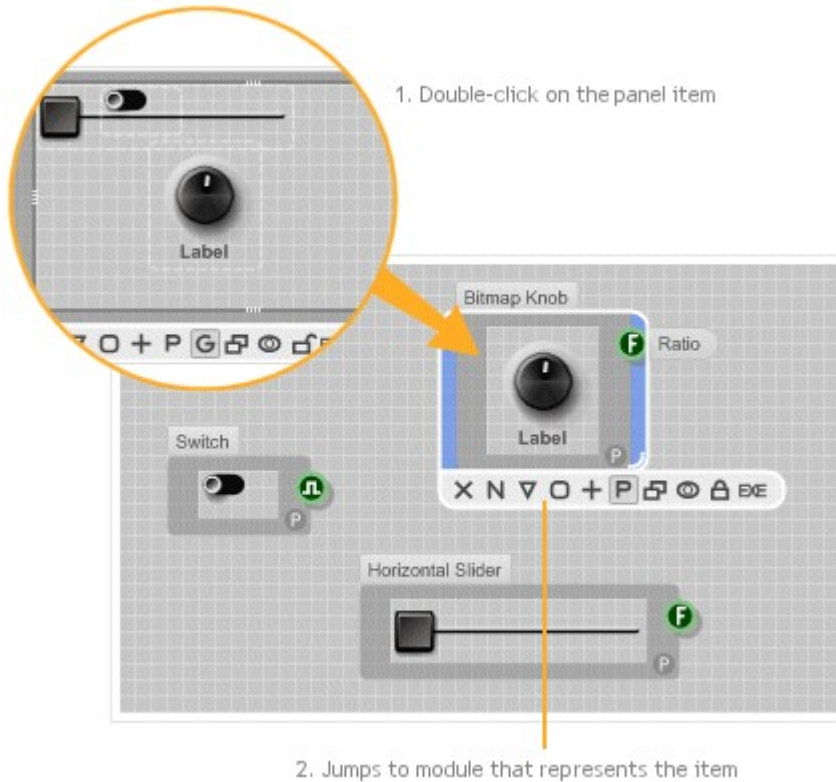 1. Double-click on the panel item
Label
P G
Bitmap Knob
F Ratio
Label
P
X N P EXE
Switch
P
Horizontal Slider
F
P
2. Jumps to module that represents the item